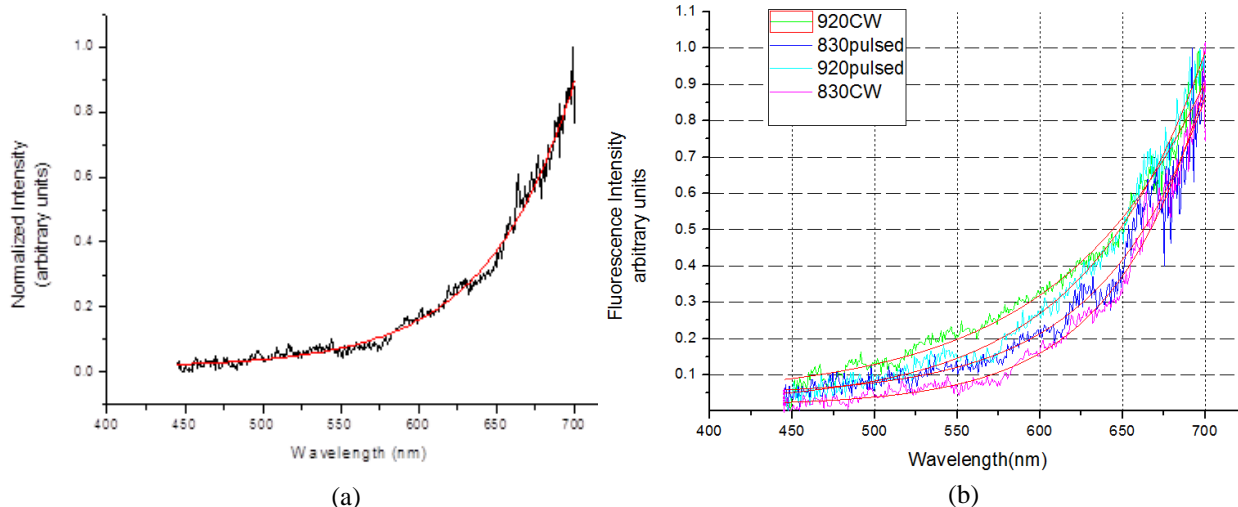 Normalized Intensity
(arbitrary units)
1.0
0.8
0.6
0.4
0.2
0.0
400 450 500 550 600 650 700
Wavelength (nm)
(a)
Fluorescence Intensity
arbitrary units
1.1
1.0
0.9
0.8
0.7
0.6
0.5
0.4
0.3
0.2
0.1
920CW
830pulsed
920pulsed
830CW
400 450 500 550 600 650 700
Wavelength(nm)
(b)